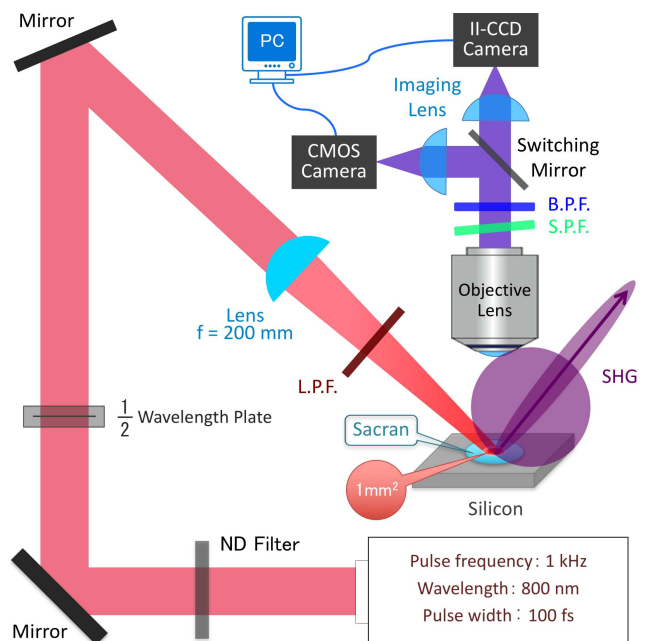 Mirror
PC
II-CCD
Camera
Imaging
Lens
CMOS
Camera
Switching
Mirror
B.P.F.
S.P.F.
Objective
Lens
Lens
f = 200 mm
SHG
L.P.F.
1
2
Wavelength Plate
Sacran
1mm²
Silicon
ND Filter
Pulse frequency: 1 kHz
Wavelength: 800 nm
Pulse width: 100 fs
Mirror